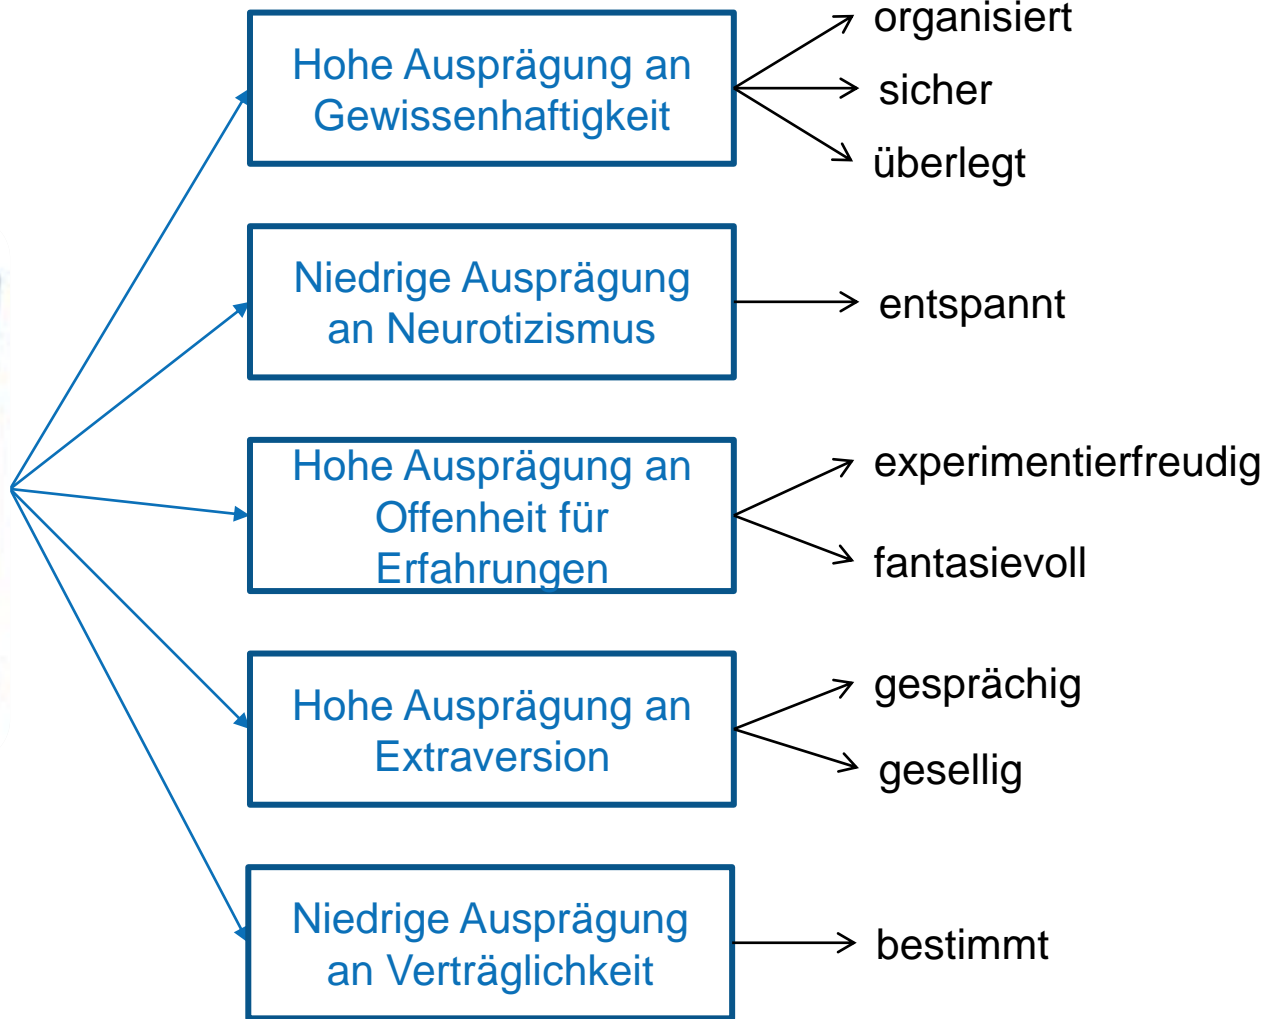 Hohe Ausprägung an
Gewissenhaftigkeit
organisiert
sicher
überlegt
Niedrige Ausprägung
an Neurotizismus
entspannt
Hohe Ausprägung an
Offenheit für
Erfahrungen
experimentierfreudig
fantasievoll
Hohe Ausprägung an
Extraversion
gesprächig
gesellig
Niedrige Ausprägung
an Verträglichkeit
bestimmt